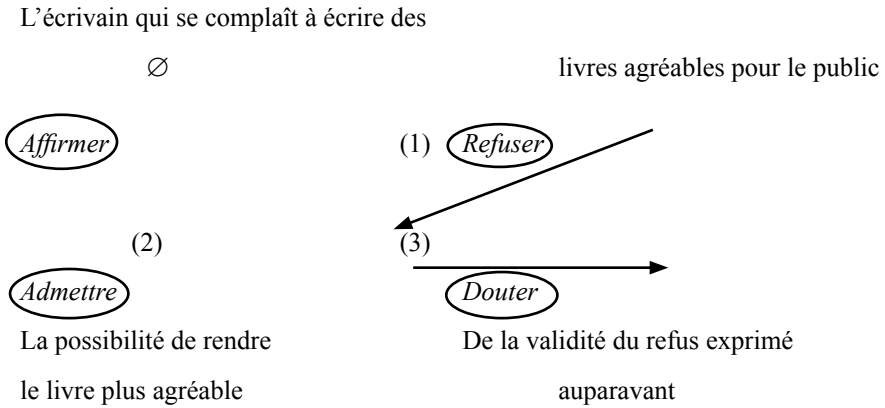 L’écrivain qui se complaît à écrire des
∅ livres agréables pour le public
Affirmer (1) Refuser
(2) (3)
Admettre Douter
La possibilité de rendre De la validité du refus exprimé
le livre plus agréable auparavant